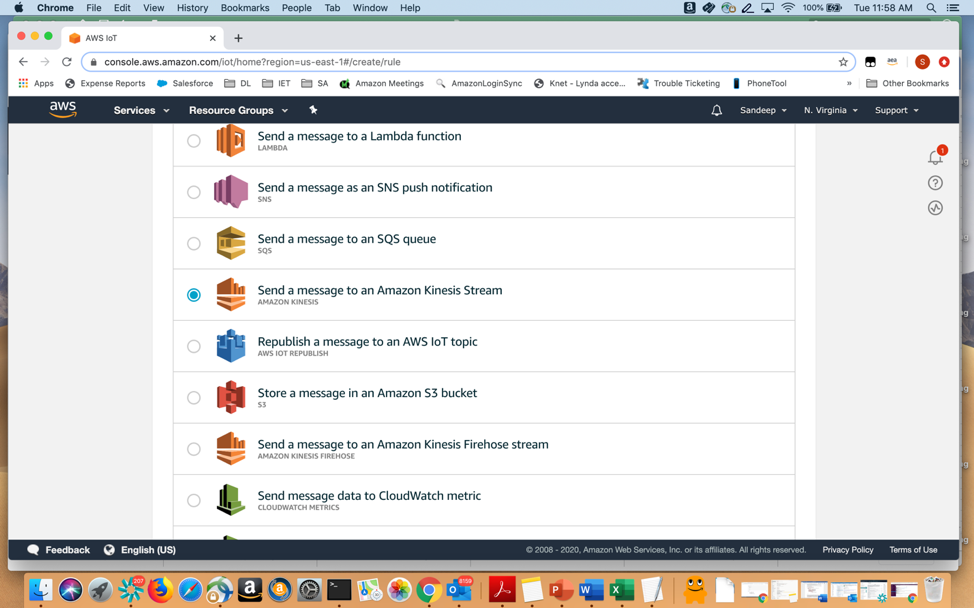 Chrome File Edit View History Bookmarks People Tab Window Help 100% Tue 11:58 AM
AWS IoT
console.aws.amazon.com/iot/home?region=us-east-1#/create/rule
Apps Expense Reports Salesforce DL IET SA Amazon Meetings AmazonLoginSync Knet - Lynda acce... Trouble Ticketing PhoneTool » Other Bookmarks
aws Services Resource Groups Sandeep N. Virginia Support
Send a message to a Lambda function
LAMBDA
1
Send a message as an SNS push notification
SNS
Send a message to an SQS queue
SQS
Send a message to an Amazon Kinesis Stream
AMAZON KINESIS
Republish a message to an AWS IoT topic
AWS IOT REPUBLISH
Store a message in an Amazon S3 bucket
S3
Send a message to an Amazon Kinesis Firehose stream
AMAZON KINESIS FIREHOSE
Send message data to CloudWatch metric
CLOUDWATCH METRICS
Feedback English (US) © 2008 - 2020, Amazon Web Services, Inc. or its affiliates. All rights reserved. Privacy Policy Terms of Use
207 8159